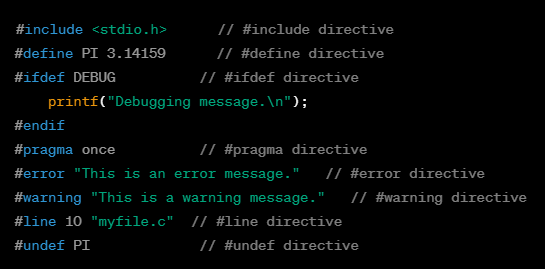 #include <stdio.h>      // #include directive
#define PI 3.14159      // #define directive
#ifdef DEBUG          // #ifdef directive
    printf("Debugging message.\n");
#endif
#pragma once          // #pragma directive
#error "This is an error message."   // #error directive
#warning "This is a warning message."   // #warning directive
#line 10 "myfile.c"  // #line directive
#undef PI             // #undef directive